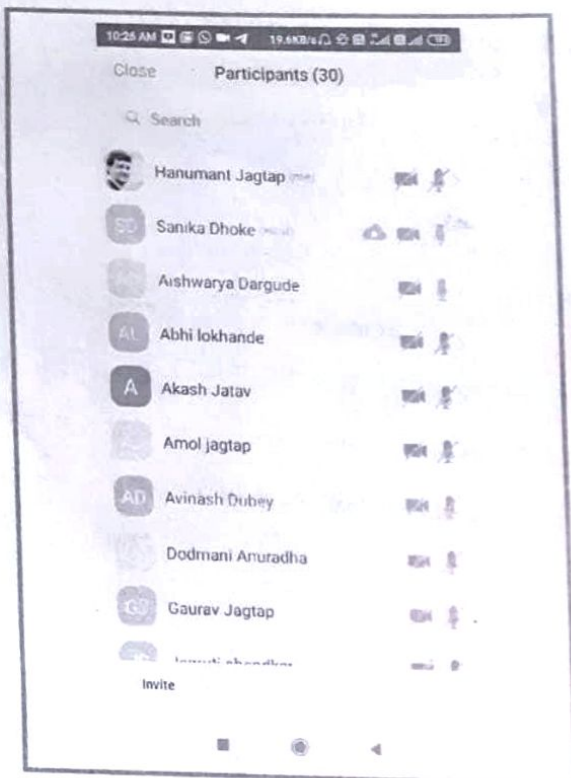 10:25 AM 19.6KB/s
Close Participants (30)
Search
Hanumant Jagtap
SD Sanika Dhoke
Aishwarya Dargude
AL Abhi lokhande
A Akash Jatav
Amol jagtap
AD Avinash Dubey
Dodmani Anuradha
GJ Gaurav Jagtap
Invite